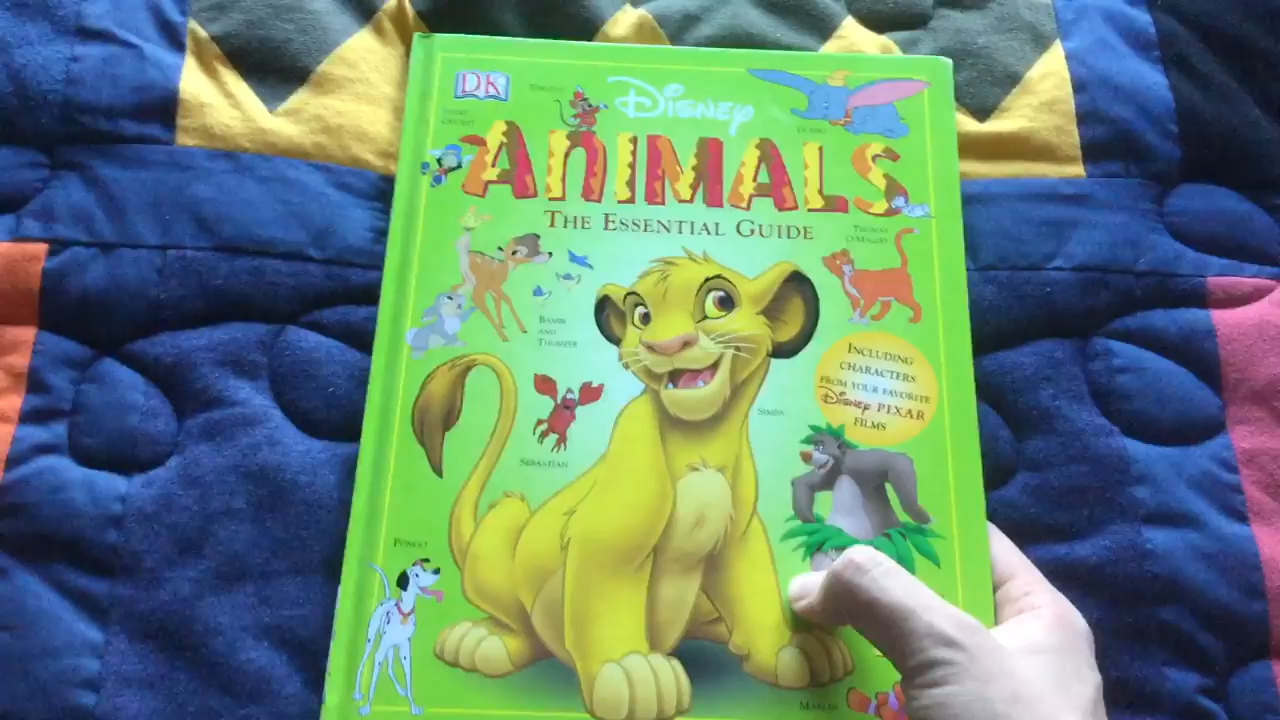 DK
TIMOTHY
DISNEY
JIMINY
CRICKET
DUMBO
ANIMALS
THE ESSENTIAL GUIDE
THOMAS
O'MALLEY
BAMBI
AND
THUMPER
INCLUDING
CHARACTERS
FROM YOUR FAVORITE
DISNEY PIXAR
FILMS
SIMBA
SEBASTIAN
PONGO
MARLIN